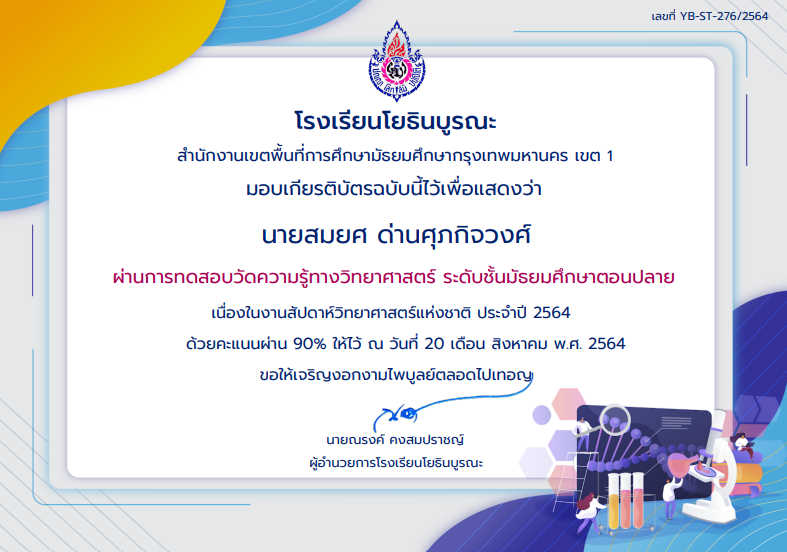 เลขที่ YB-ST-276/2564
โรงเรียนโยธินบูรณะ
สำนักงานเขตพื้นที่การศึกษามัธยมศึกษากรุงเทพมหานคร เขต 1
มอบเกียรติบัตรฉบับนี้ไว้เพื่อแสดงว่า
นายสมยศ ด่านศุภกิจวงศ์
ผ่านการทดสอบวัดความรู้ทางวิทยาศาสตร์ ระดับชั้นมัธยมศึกษาตอนปลาย
เนื่องในงานสัปดาห์วิทยาศาสตร์แห่งชาติ ประจำปี 2564
ด้วยคะแนนผ่าน 90% ให้ไว้ ณ วันที่ 20 เดือน สิงหาคม พ.ศ. 2564
ขอให้เจริญงอกงามไพบูลย์ตลอดไปเทอญ
นายณรงค์ คงสมปราชญ์
ผู้อำนวยการโรงเรียนโยธินบูรณะ